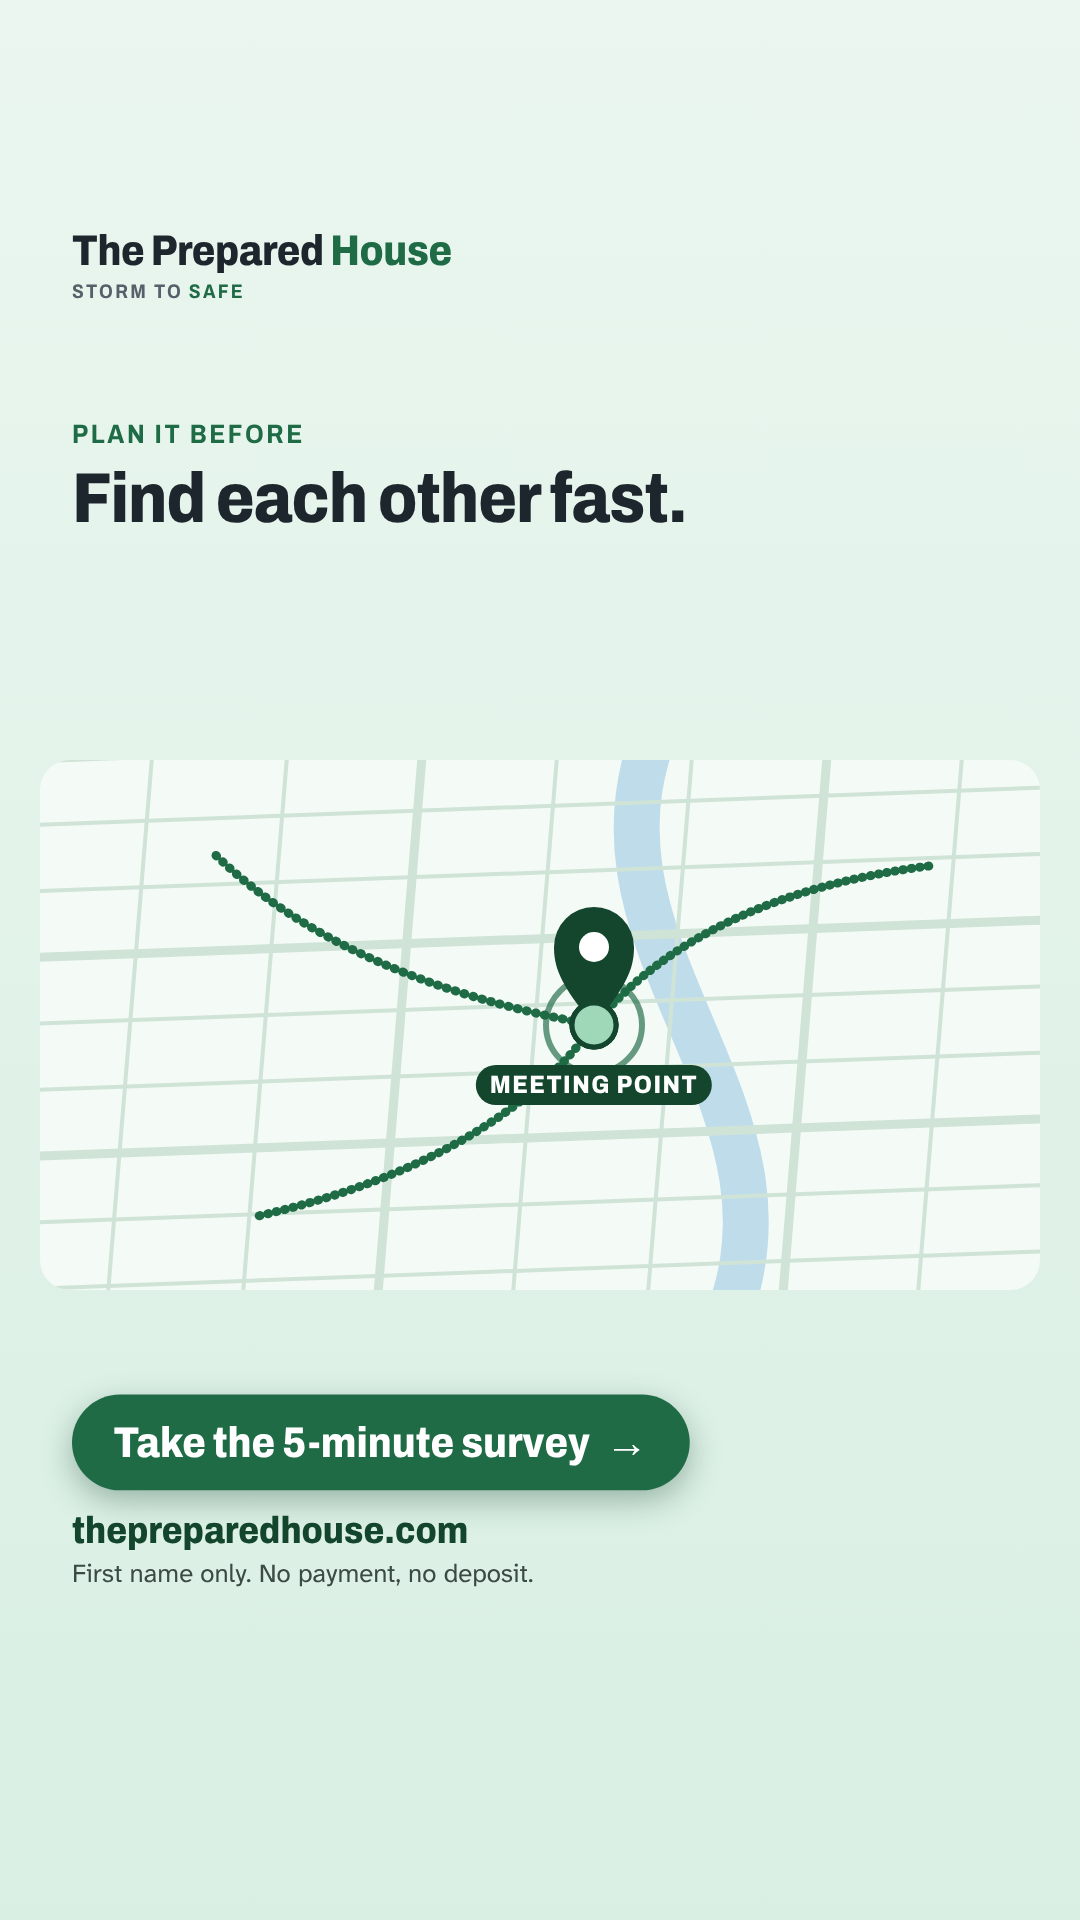 The Prepared House
STORM TO SAFE
PLAN IT BEFORE
Find each other fast.
MEETING POINT
Take the 5-minute survey →
thepreparedhouse.com
First name only. No payment, no deposit.